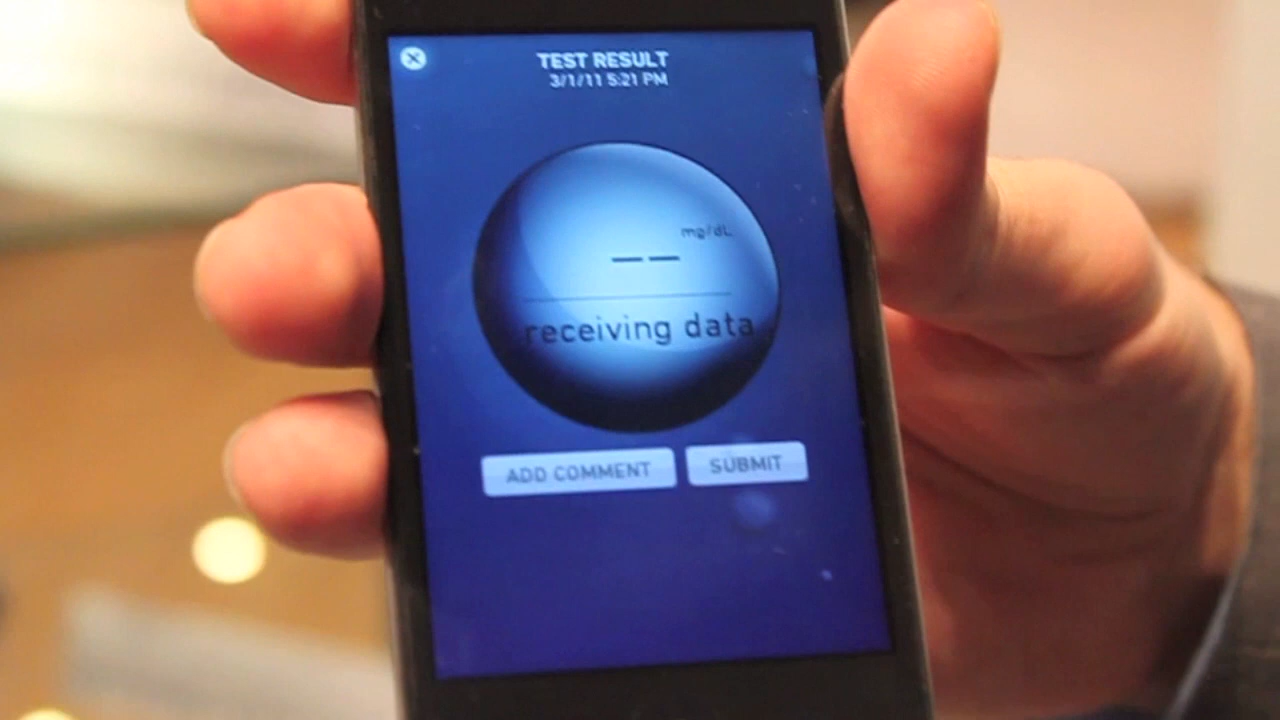 TEST RESULT
3/1/11 5:21 PM
mg/dL
--
receiving data
ADD COMMENT
SUBMIT